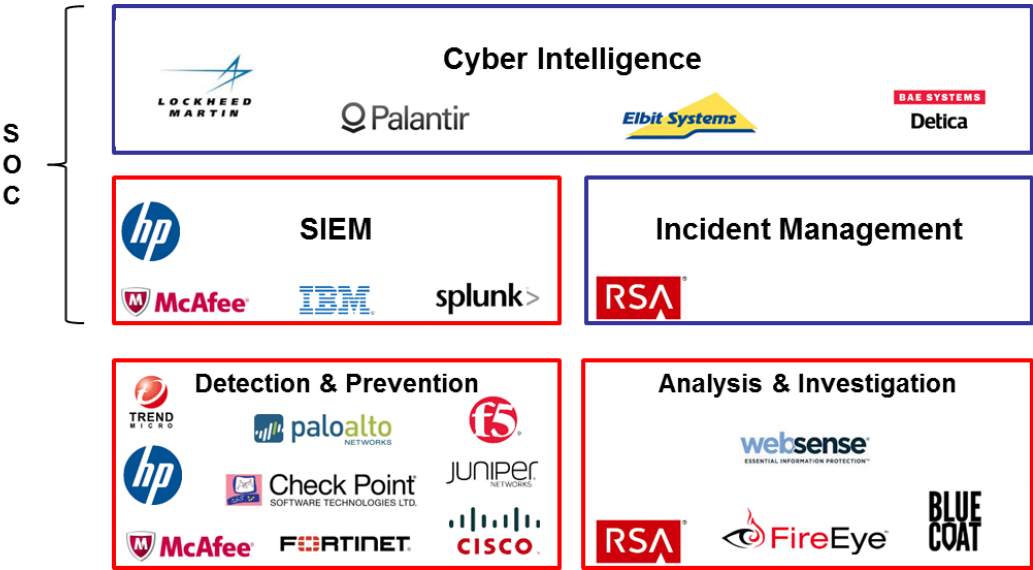 S
O
C
Cyber Intelligence
LOCKHEED
MARTIN
Palantir
Elbit Systems
BAE SYSTEMS
Detica
hp
SIEM
M McAfee®
IBM®
splunk>
Incident Management
RSA®
Detection & Prevention
TREND
MICRO
paloalto
NETWORKS
f5®
hp
Check Point®
SOFTWARE TECHNOLOGIES LTD.
JUNIPER®
NETWORKS
M McAfee®
FORTINET®
CISCO®
Analysis & Investigation
websense®
ESSENTIAL INFORMATION PROTECTION™
RSA®
FireEye™
BLUE
COAT